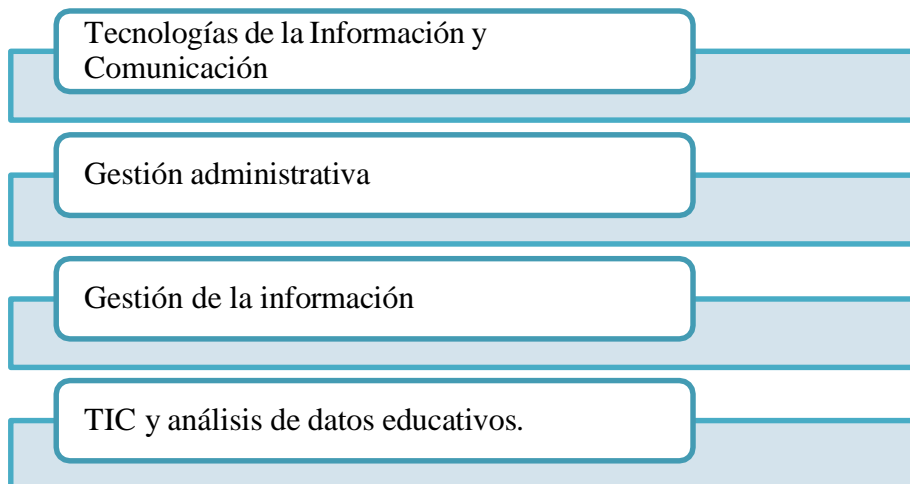 Tecnologías de la Información y
Comunicación
Gestión administrativa
Gestión de la información
TIC y análisis de datos educativos.